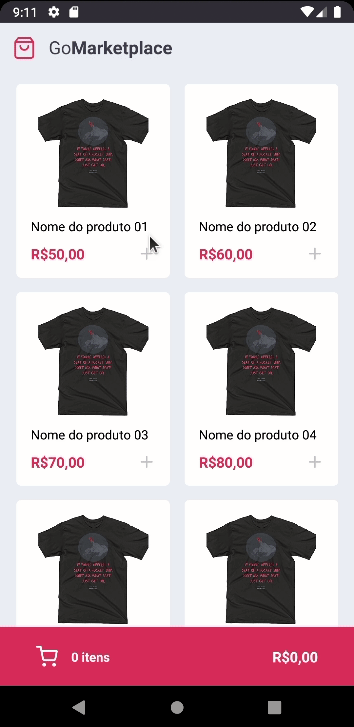 9:11
GoMarketplace
Nome do produto 01
R$50,00
+
Nome do produto 02
R$60,00
+
Nome do produto 03
R$70,00
+
Nome do produto 04
R$80,00
+
0 itens
R$0,00